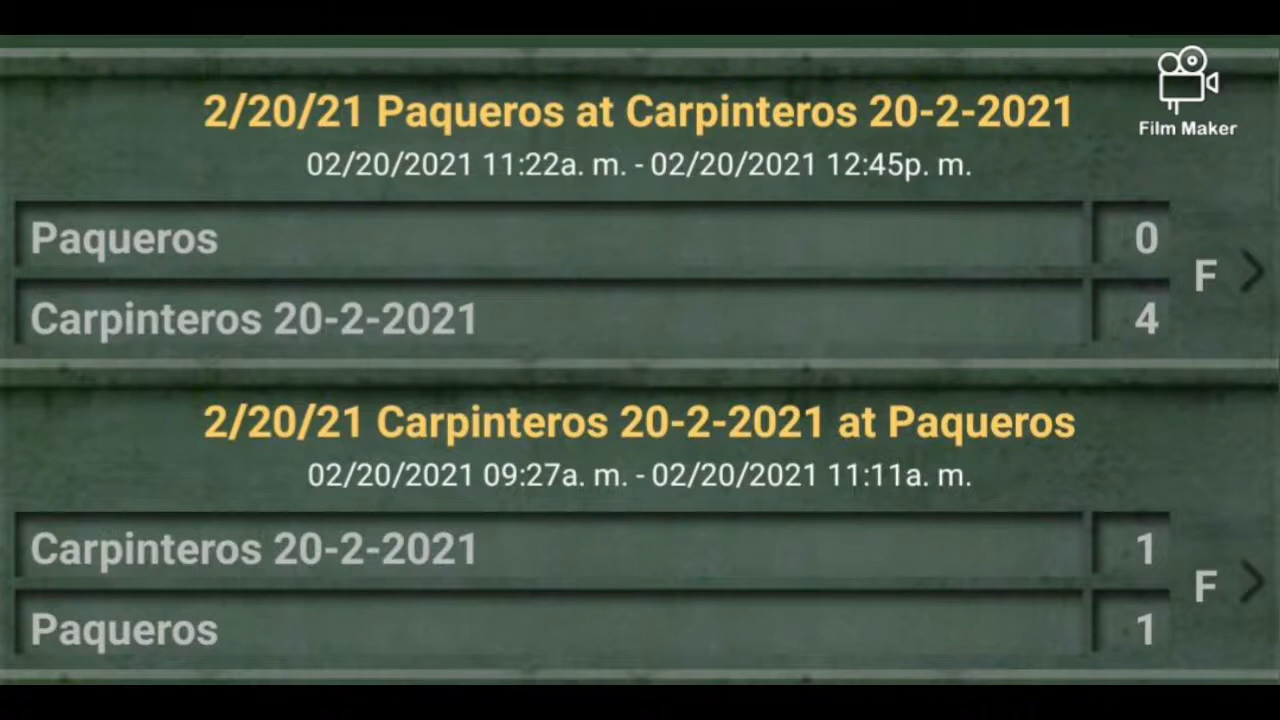 2/20/21 Paqueros at Carpinteros 20-2-2021
Film Maker
02/20/2021 11:22a. m. - 02/20/2021 12:45p. m.
Paqueros 0
F
Carpinteros 20-2-2021 4
2/20/21 Carpinteros 20-2-2021 at Paqueros
02/20/2021 09:27a. m. - 02/20/2021 11:11a. m.
Carpinteros 20-2-2021 1
F
Paqueros 1